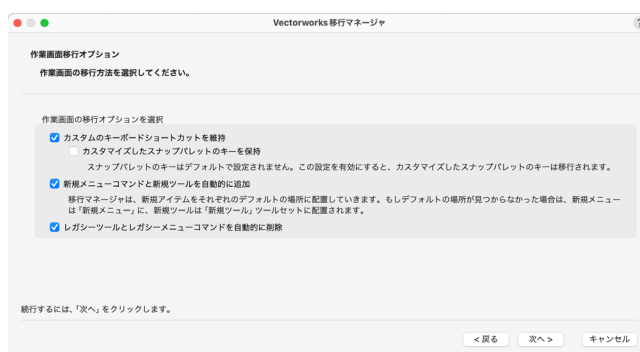 Vectorworks 移行マネージャ
?
作業画面移行オプション
作業画面の移行方法を選択してください。
作業画面の移行オプションを選択
カスタムのキーボードショートカットを維持
カスタマイズしたスナップパレットのキーを保持
スナップパレットのキーはデフォルトで設定されません。この設定を有効にすると、カスタマイズしたスナップパレットのキーは移行されます。
新規メニューコマンドと新規ツールを自動的に追加
移行マネージャは、新規アイテムをそれぞれのデフォルトの場所に配置していきます。もしデフォルトの場所が見つからなかった場合は、新規メニュー
は「新規メニュー」に、新規ツールは「新規ツール」ツールセットに配置されます。
レガシーツールとレガシーメニューコマンドを自動的に削除
続行するには、「次へ」をクリックします。
< 戻る 次へ > キャンセル